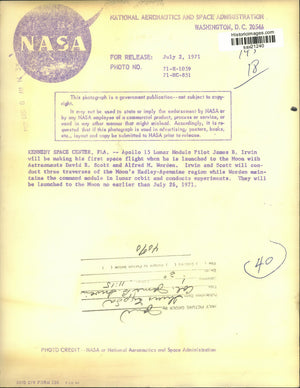 NATIONAL AERONAUTICS AND SPACE ADMINISTRATION
WASHINGTON, D. C. 20546
Historicimages.com
NASA
FOR RELEASE: July 2, 1971
PHOTO NO. 71-H-1059
71-HC-851
18
This photograph is a government publication--not subject to copy-
right.
It may not be used to state or imply the endorsement by NASA or
by any NASA employee of a commercial product, process or service, or
used in any other manner that might mislead. Accordingly, it is re-
quested that if this photograph is used in advertising, posters, books,
etc., layout and copy be submitted to NASA prior to release.
KENNEDY SPACE CENTER, FLA. -- Apollo 15 Lunar Module Pilot James B. Irwin
will be making his first space flight when he is launched to the Moon with
Astronauts David R. Scott and Alfred M. Worden. Irwin and Scott will con-
duct three traverses of the Moon's Hadley-Apennine region while Worden main-
tains the command module in lunar orbit and conducts experiments. They will
be launched to the Moon no earlier than July 26, 1971.
40
PHOTO CREDIT - NASA or National Aeronautics and Space Administration